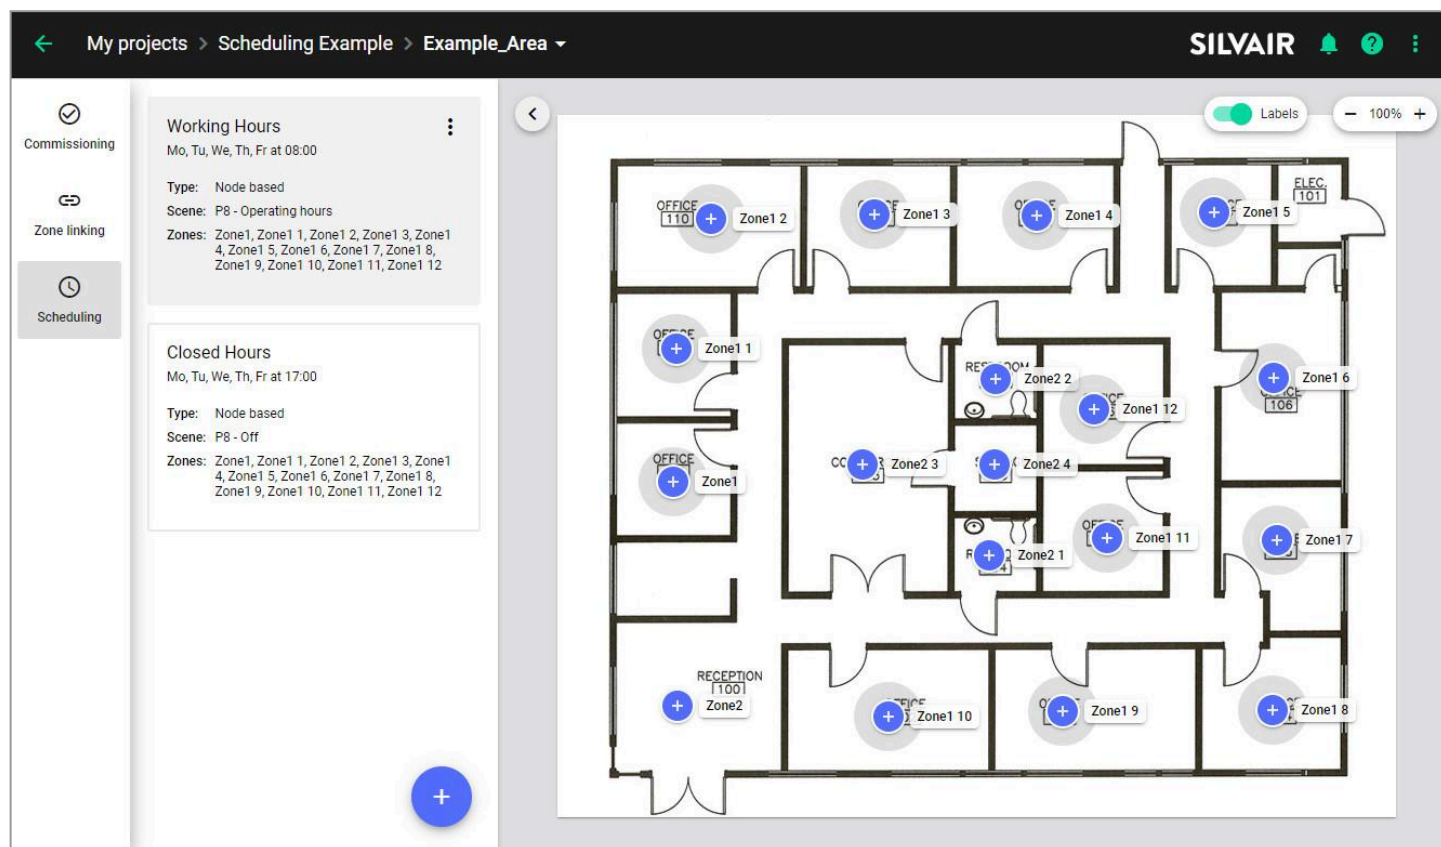 My projects > Scheduling Example > Example_Area
SILVAIR
Commissioning
Zone linking
Scheduling
Working Hours
Mo, Tu, We, Th, Fr at 08:00
Type: Node based
Scene: P8 - Operating hours
Zones: Zone1, Zone1 1, Zone1 2, Zone1 3, Zone1
4, Zone1 5, Zone1 6, Zone1 7, Zone1 8,
Zone1 9, Zone1 10, Zone1 11, Zone1 12
Closed Hours
Mo, Tu, We, Th, Fr at 17:00
Type: Node based
Scene: P8 - Off
Zones: Zone1, Zone1 1, Zone1 2, Zone1 3, Zone1
4, Zone1 5, Zone1 6, Zone1 7, Zone1 8,
Zone1 9, Zone1 10, Zone1 11, Zone1 12
+
Labels
− 100% +
ELEC.
101
OFFICE
110
Zone1 2
Zone1 3
Zone1 4
Zone1 5
Zone1 1
Zone2 2
Zone1 6
106
Zone1 12
OFFICE
Zone1
Zone2 3
Zone2 4
Zone1 11
Zone2 1
Zone1 7
RECEPTION
100
Zone2
Zone1 10
Zone1 9
Zone1 8